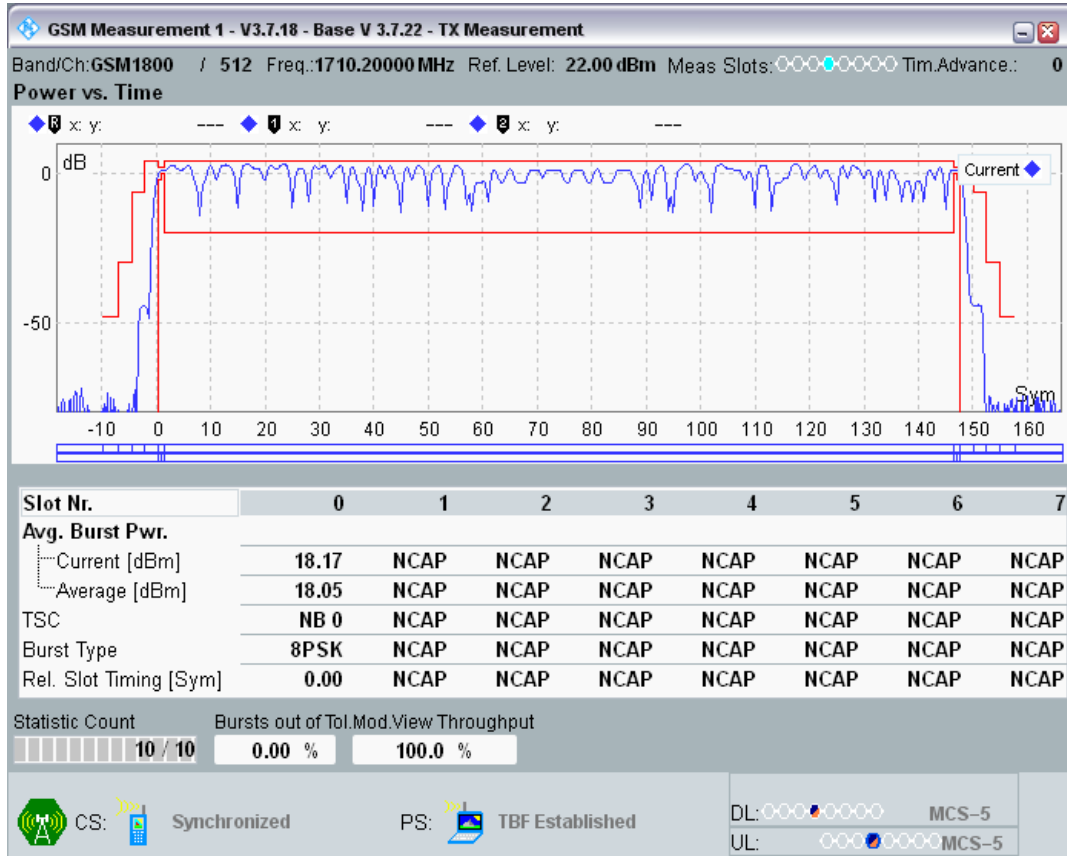 GSM Measurement 1 - V3.7.18 - Base V 3.7.22 - TX Measurement
Band/Ch:GSM1800 / 512 Freq.:1710.20000 MHz Ref. Level: 22.00 dBm Meas Slots: Tim.Advance.: 0
Power vs. Time
R x: y: --- 1 x: y: --- 2 x: y: ---
dB
Current
0
-50
Sym
-10 0 10 20 30 40 50 60 70 80 90 100 110 120 130 140 150 160
Slot Nr. 0 1 2 3 4 5 6 7
Avg. Burst Pwr.
Current [dBm] 18.17 NCAP NCAP NCAP NCAP NCAP NCAP NCAP
Average [dBm] 18.05 NCAP NCAP NCAP NCAP NCAP NCAP NCAP
TSC NB 0 NCAP NCAP NCAP NCAP NCAP NCAP NCAP
Burst Type 8PSK NCAP NCAP NCAP NCAP NCAP NCAP NCAP
Rel. Slot Timing [Sym] 0.00 NCAP NCAP NCAP NCAP NCAP NCAP NCAP
Statistic Count Bursts out of Tol. Mod.View Throughput
10 / 10 0.00 % 100.0 %
CS: Synchronized PS: TBF Established DL: MCS-5
UL: MCS-5